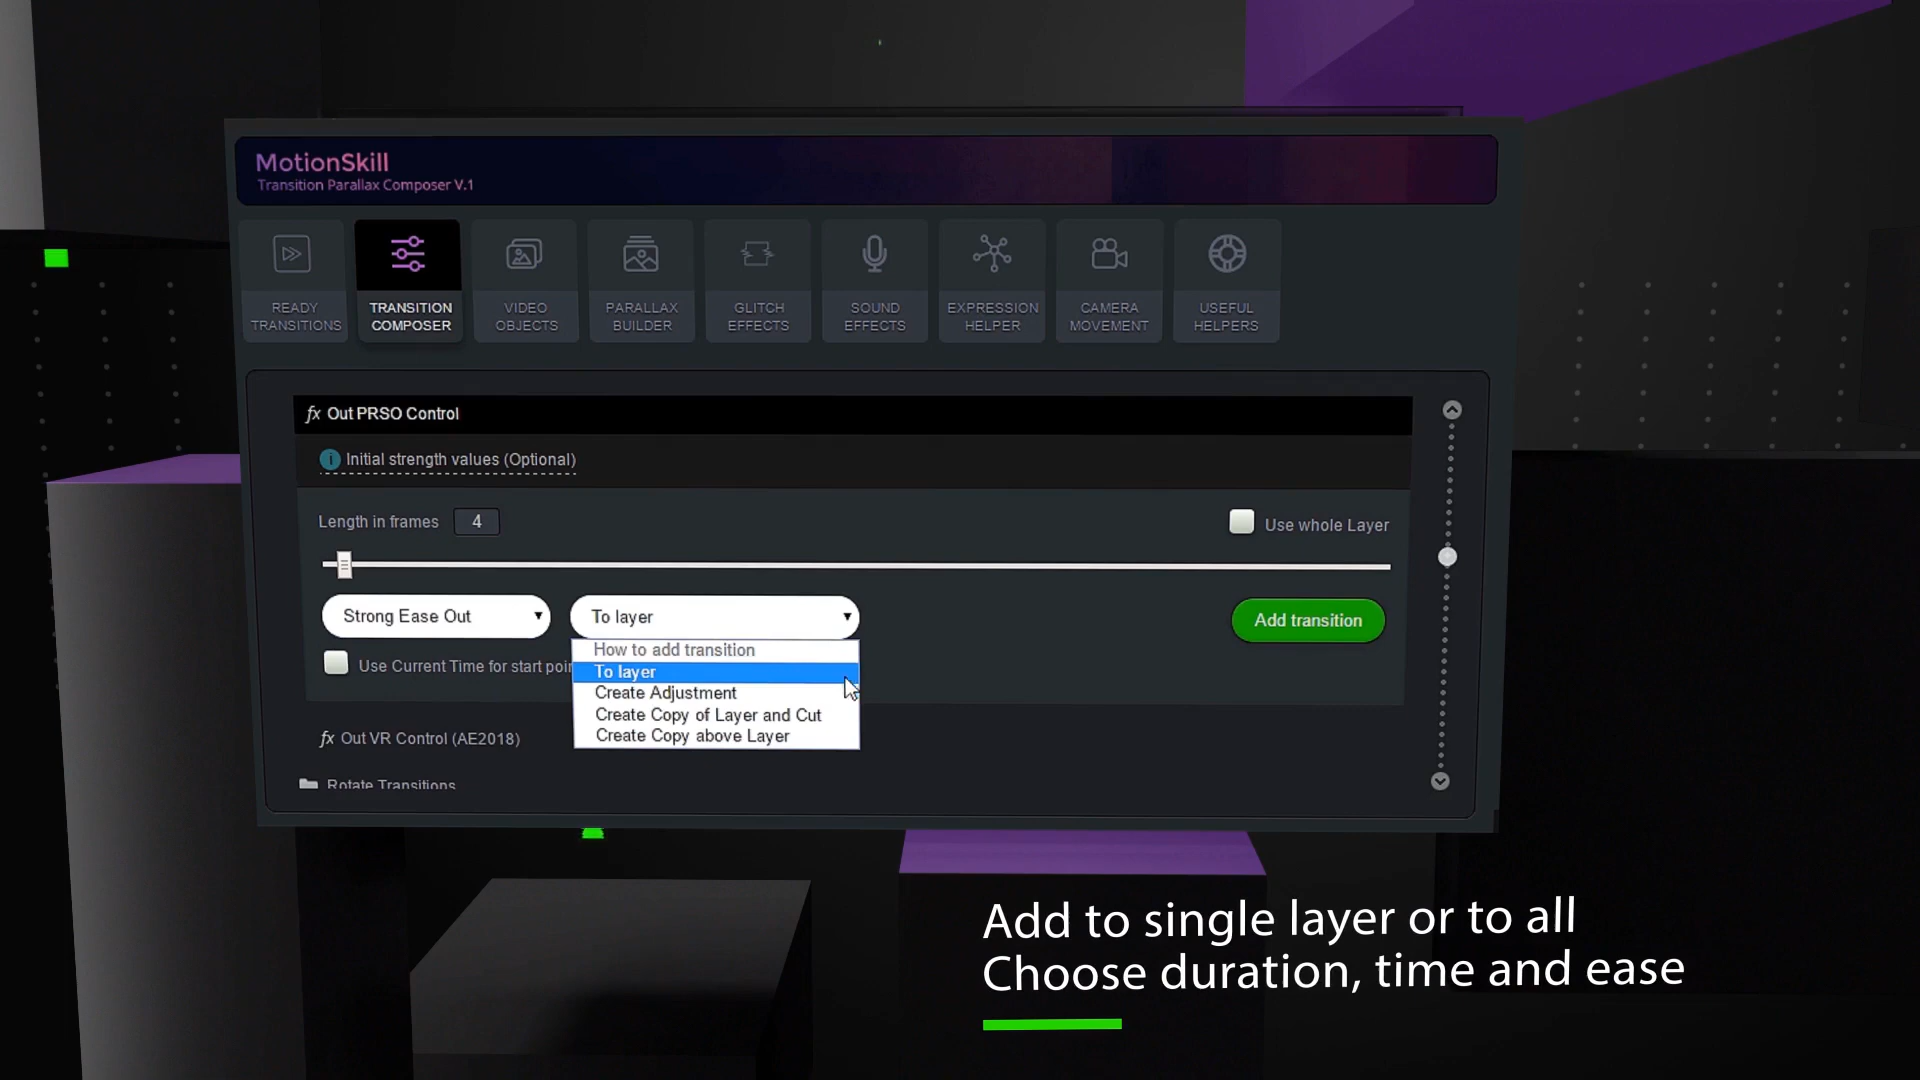 MotionSkill
Transition Parallax Composer V.1
READY
TRANSITIONS
TRANSITION
COMPOSER
VIDEO
OBJECTS
PARALLAX
BUILDER
GLITCH
EFFECTS
SOUND
EFFECTS
EXPRESSION
HELPER
CAMERA
MOVEMENT
USEFUL
HELPERS
fx Out PRSO Control
i Initial strength values (Optional)
Length in frames 4
Use whole Layer
Strong Ease Out
To layer
Add transition
How to add transition
To layer
Use Current Time for start poin
Create Adjustment
Create Copy of Layer and Cut
Create Copy above Layer
fx Out VR Control (AE2018)
Rotate Transitions
Add to single layer or to all
Choose duration, time and ease